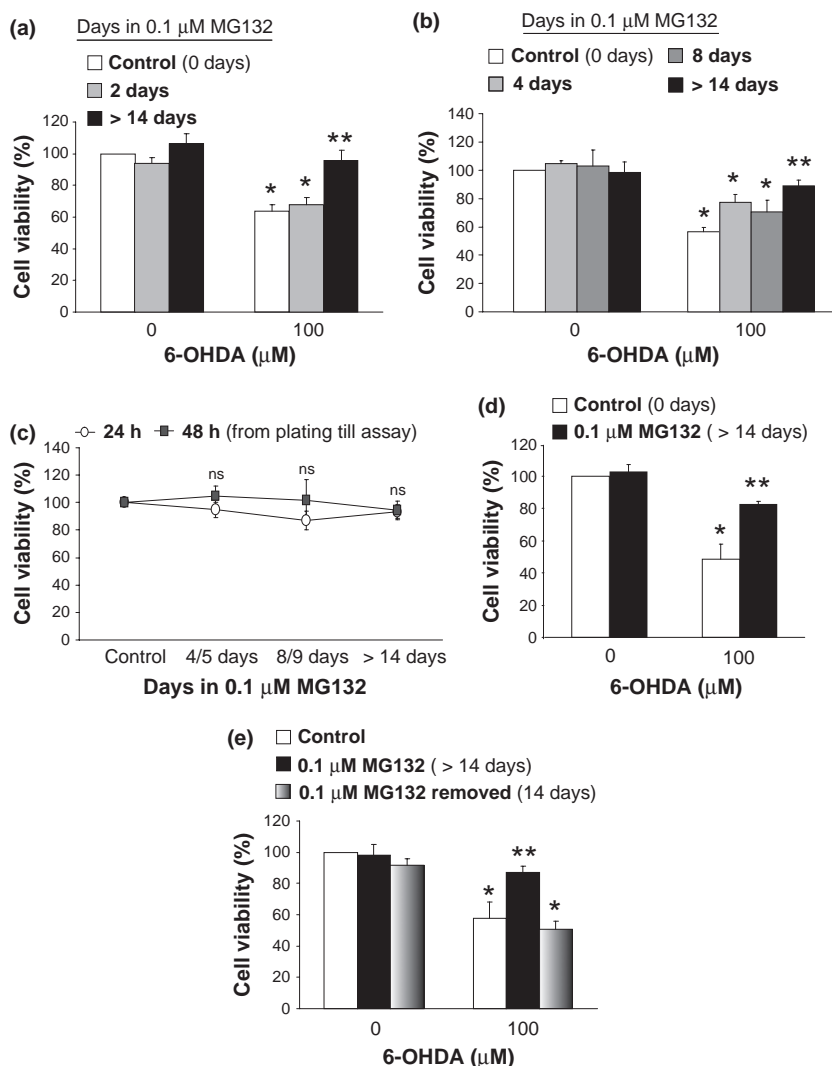 (a)
Days in 0.1 μM MG132
Control (0 days)
2 days
> 14 days
Cell viability (%)
120
100
80
60
40
20
0
* * **
0 100
6-OHDA (μM)
(b)
Days in 0.1 μM MG132
Control (0 days) 8 days
4 days > 14 days
Cell viability (%)
140
120
100
80
60
40
20
0
* * * **
0 100
6-OHDA (μM)
(c)
24 h 48 h (from plating till assay)
Cell viability (%)
140
120
100
80
60
40
20
0
ns ns ns
Control 4/5 days 8/9 days > 14 days
Days in 0.1 μM MG132
(d)
Control (0 days)
0.1 μM MG132 ( > 14 days)
Cell viability (%)
120
100
80
60
40
20
0
* **
0 100
6-OHDA (μM)
(e)
Control
0.1 μM MG132 ( > 14 days)
0.1 μM MG132 removed (14 days)
Cell viability (%)
120
100
80
60
40
20
0
* ** *
0 100
6-OHDA (μM)